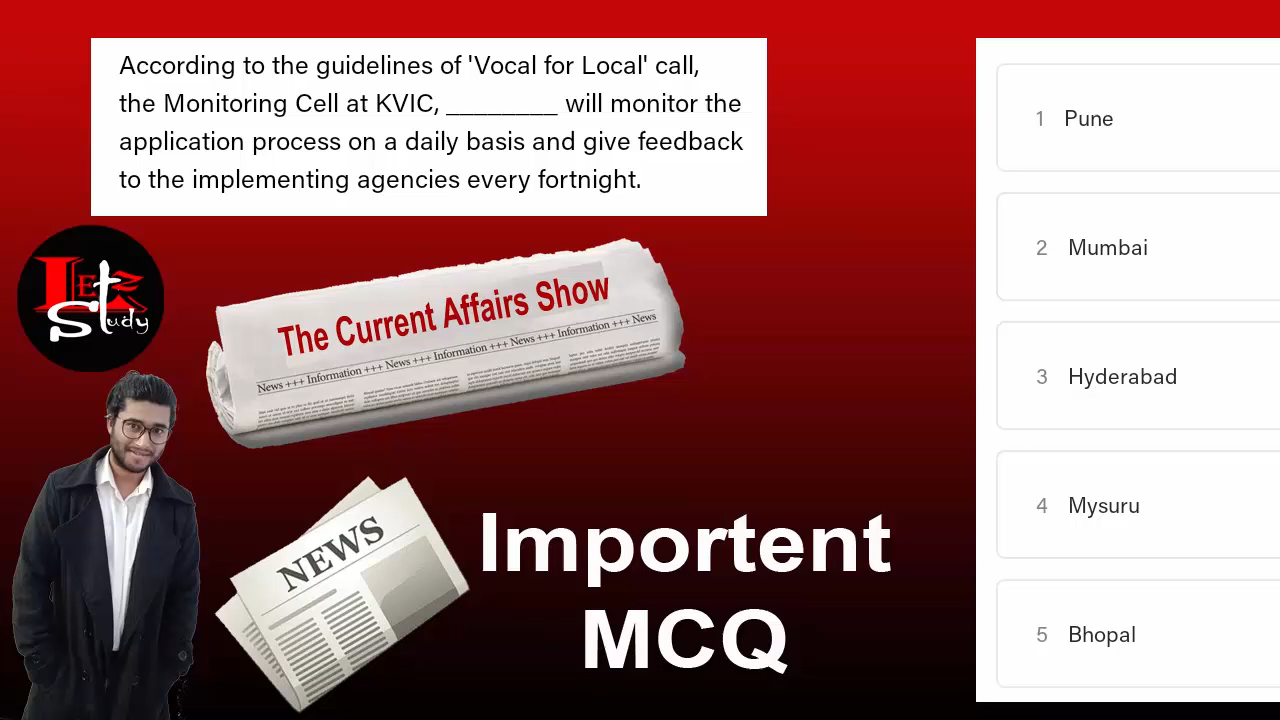 According to the guidelines of 'Vocal for Local' call,
the Monitoring Cell at KVIC, ________ will monitor the
application process on a daily basis and give feedback
to the implementing agencies every fortnight.
1 Pune
2 Mumbai
3 Hyderabad
4 Mysuru
5 Bhopal
Let'z
Study
The Current Affairs Show
News +++ Information +++ News +++ Information +++ News +++ Information +++ News
NEWS
Importent
MCQ